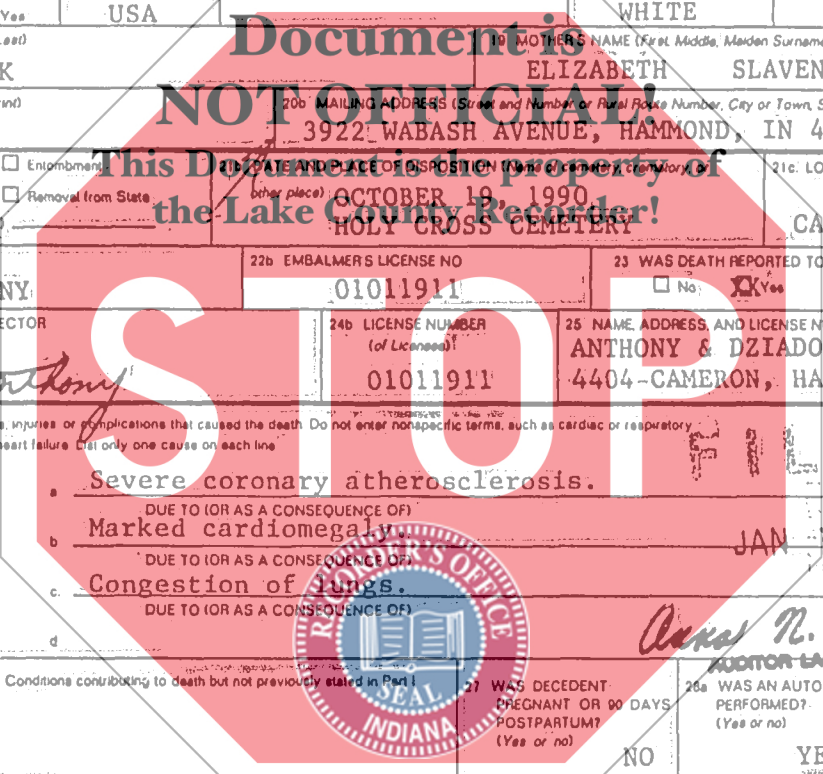 Yes USA WHITE
Document is
19 MOTHER'S NAME (First, Middle, Maiden Surname
K ELIZABETH SLAVEN
NOT OFFICIAL!
20b MAILING ADDRESS (Street and Number or Rural Route Number, City or Town, S
3922 WABASH AVENUE, HAMMOND, IN 4
This Document is the property of
the Lake County Recorder!
Entombment
Removal from State
21b DATE AND PLACE OF DISPOSITION (Name of cemetery, crematory, or
other place) OCTOBER 19, 1990
HOLY CROSS CEMETERY
21c. LO
CA
22b EMBALMER'S LICENSE NO
01011911
23 WAS DEATH REPORTED TO
No XX Yes
NY
STOP
ECTOR
24b LICENSE NUMBER
(of Licensee)
01011911
25 NAME, ADDRESS, AND LICENSE N
ANTHONY & DZIADO
4404-CAMERON, HA
nthony
s, injuries or complications that caused the death Do not enter nonspecific terms, such as cardiac or respiratory
heart failure List only one cause on each line
FIL
a Severe coronary atherosclerosis.
DUE TO (OR AS A CONSEQUENCE OF)
b Marked cardiomegaly.
JAN
DUE TO (OR AS A CONSEQUENCE OF)
c. Congestion of lungs.
DUE TO (OR AS A CONSEQUENCE OF)
d
RECORDER'S OFFICE
SEAL
INDIANA
N.
AUDITOR LA
Conditions contributing to death but not previously stated in Part I
27 WAS DECEDENT
PREGNANT OR 90 DAYS
POSTPARTUM?
(Yes or no)
NO
28a WAS AN AUTO
PERFORMED?
(Yes or no)
YE